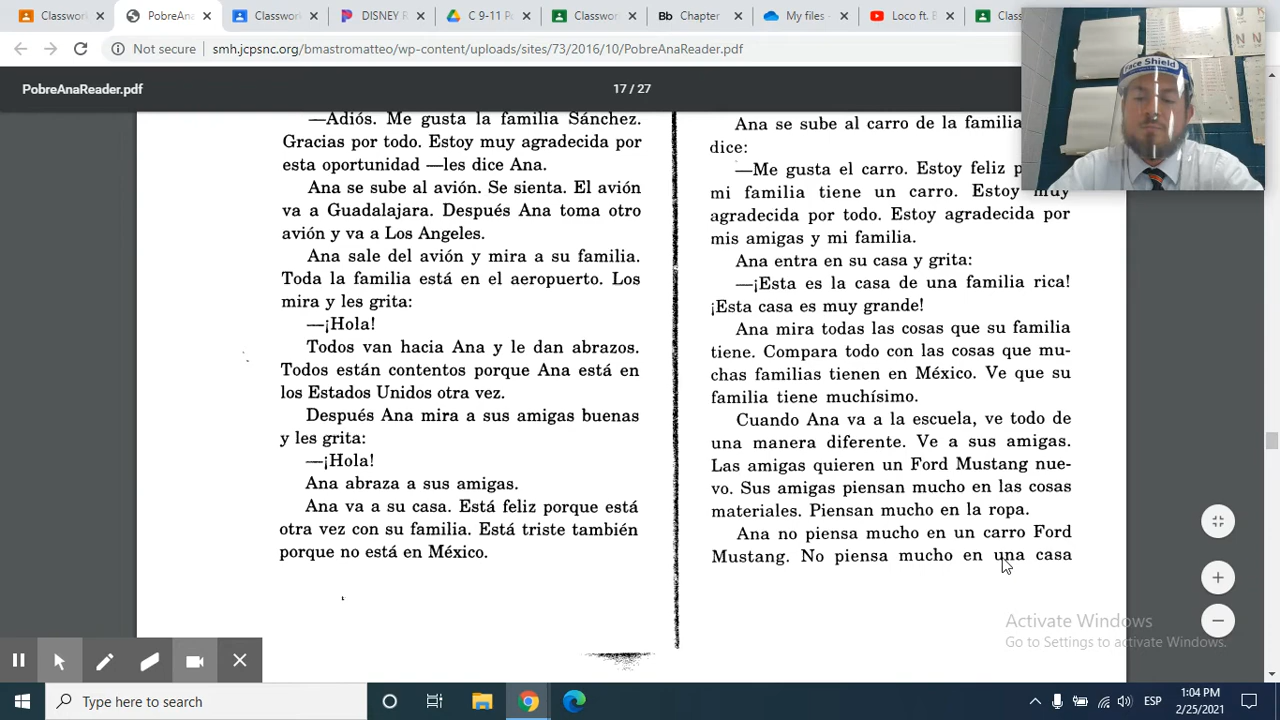 Classwork
PobreAna
Classwork
DISNEY
C 9-11 P
Classwork
Bb Chapter
My files
Loco ft.
Class
Not secure
smh.jcpsnc.org/bmastromatteo/wp-content/uploads/sites/73/2016/10/PobreAnaReader.pdf
PobreAnaReader.pdf
17 / 27
Face Shield
—Adiós. Me gusta la familia Sánchez.
Gracias por todo. Estoy muy agradecida por
esta oportunidad —les dice Ana.
Ana se sube al avión. Se sienta. El avión
va a Guadalajara. Después Ana toma otro
avión y va a Los Angeles.
Ana sale del avión y mira a su familia.
Toda la familia está en el aeropuerto. Los
mira y les grita:
—¡Hola!
Todos van hacia Ana y le dan abrazos.
Todos están contentos porque Ana está en
los Estados Unidos otra vez.
Después Ana mira a sus amigas buenas
y les grita:
—¡Hola!
Ana abraza a sus amigas.
Ana va a su casa. Está feliz porque está
otra vez con su familia. Está triste también
porque no está en México.
Ana se sube al carro de la familia
dice:
—Me gusta el carro. Estoy feliz p
mi familia tiene un carro. Estoy muy
agradecida por todo. Estoy agradecida por
mis amigas y mi familia.
Ana entra en su casa y grita:
—¡Esta es la casa de una familia rica!
¡Esta casa es muy grande!
Ana mira todas las cosas que su familia
tiene. Compara todo con las cosas que mu-
chas familias tienen en México. Ve que su
familia tiene muchísimo.
Cuando Ana va a la escuela, ve todo de
una manera diferente. Ve a sus amigas.
Las amigas quieren un Ford Mustang nue-
vo. Sus amigas piensan mucho en las cosas
materiales. Piensan mucho en la ropa.
Ana no piensa mucho en un carro Ford
Mustang. No piensa mucho en una casa
Activate Windows
Go to Settings to activate Windows.
Type here to search
ESP
1:04 PM
2/25/2021